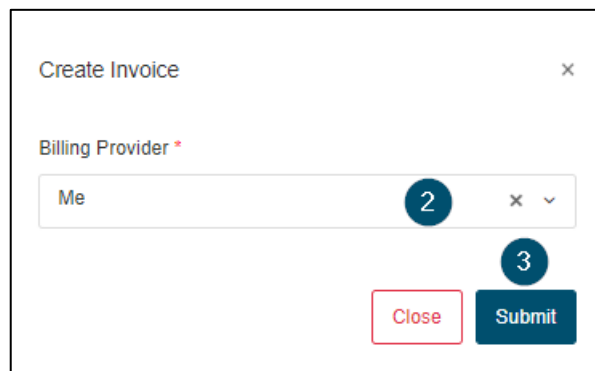 Create Invoice ×
Billing Provider *
Me 2 ×
3
Close Submit